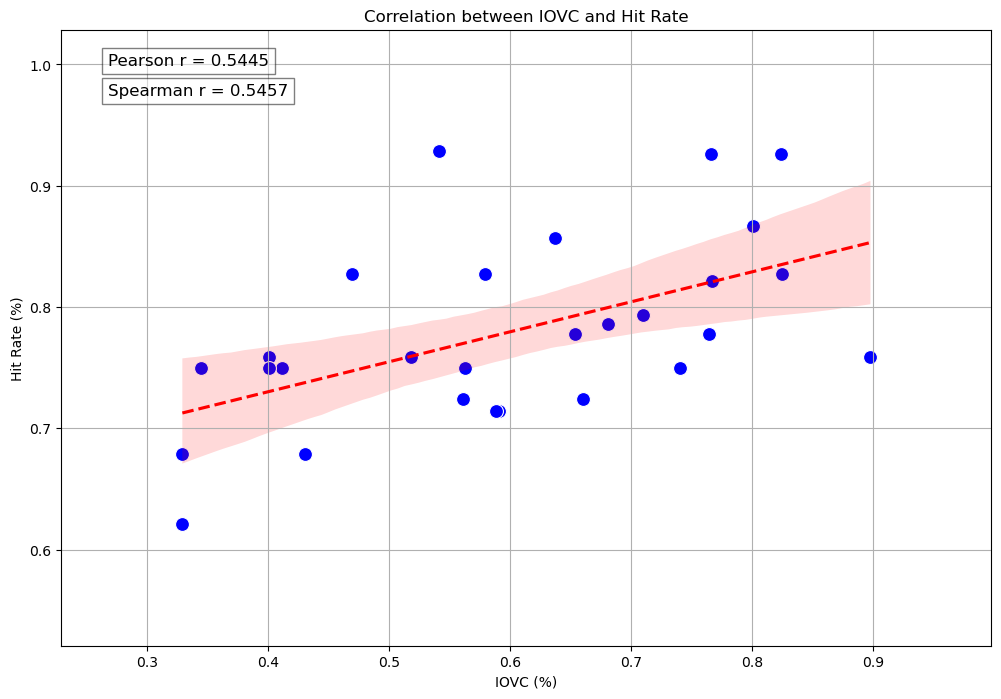 Correlation between IOVC and Hit Rate
Pearson r = 0.5445
Spearman r = 0.5457
Hit Rate (%)
1.0
0.9
0.8
0.7
0.6
0.3 0.4 0.5 0.6 0.7 0.8 0.9
IOVC (%)